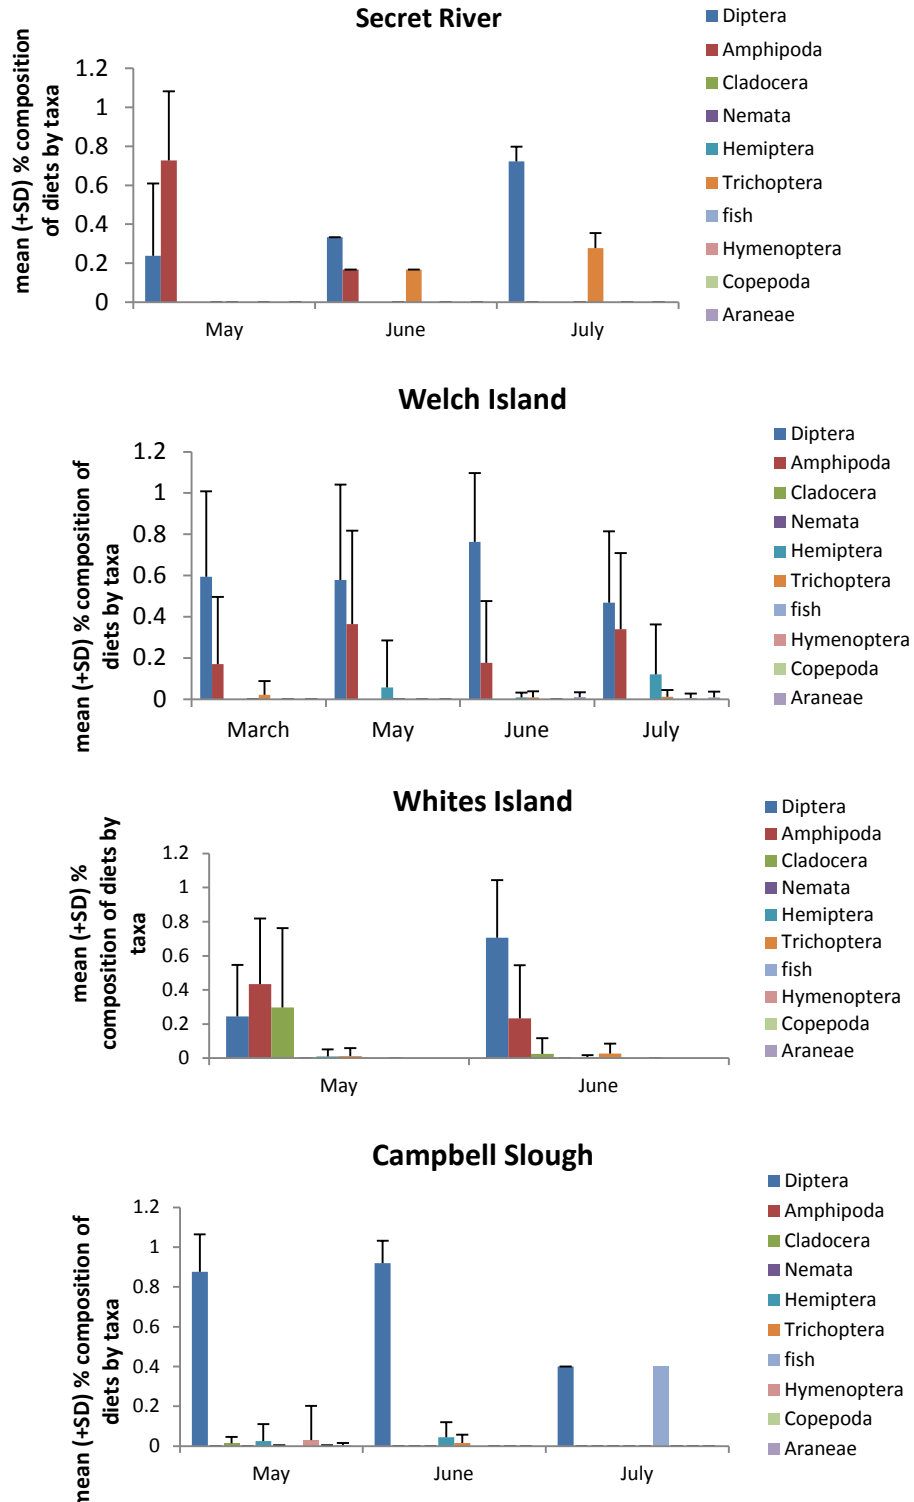 Secret River
mean (+SD) % composition
of diets by taxa
1.2
1
0.8
0.6
0.4
0.2
0
May
June
July
Diptera
Amphipoda
Cladocera
Nemata
Hemiptera
Trichoptera
fish
Hymenoptera
Copepoda
Araneae
Welch Island
mean (+SD) % composition of
diets by taxa
1.2
1
0.8
0.6
0.4
0.2
0
March
May
June
July
Diptera
Amphipoda
Cladocera
Nemata
Hemiptera
Trichoptera
fish
Hymenoptera
Copepoda
Araneae
Whites Island
mean (+SD) %
composition of diets by
taxa
1.2
1
0.8
0.6
0.4
0.2
0
May
June
Diptera
Amphipoda
Cladocera
Nemata
Hemiptera
Trichoptera
fish
Hymenoptera
Copepoda
Araneae
Campbell Slough
mean (+SD) % composition of
diets by taxa
1.2
1
0.8
0.6
0.4
0.2
0
May
June
July
Diptera
Amphipoda
Cladocera
Nemata
Hemiptera
Trichoptera
fish
Hymenoptera
Copepoda
Araneae